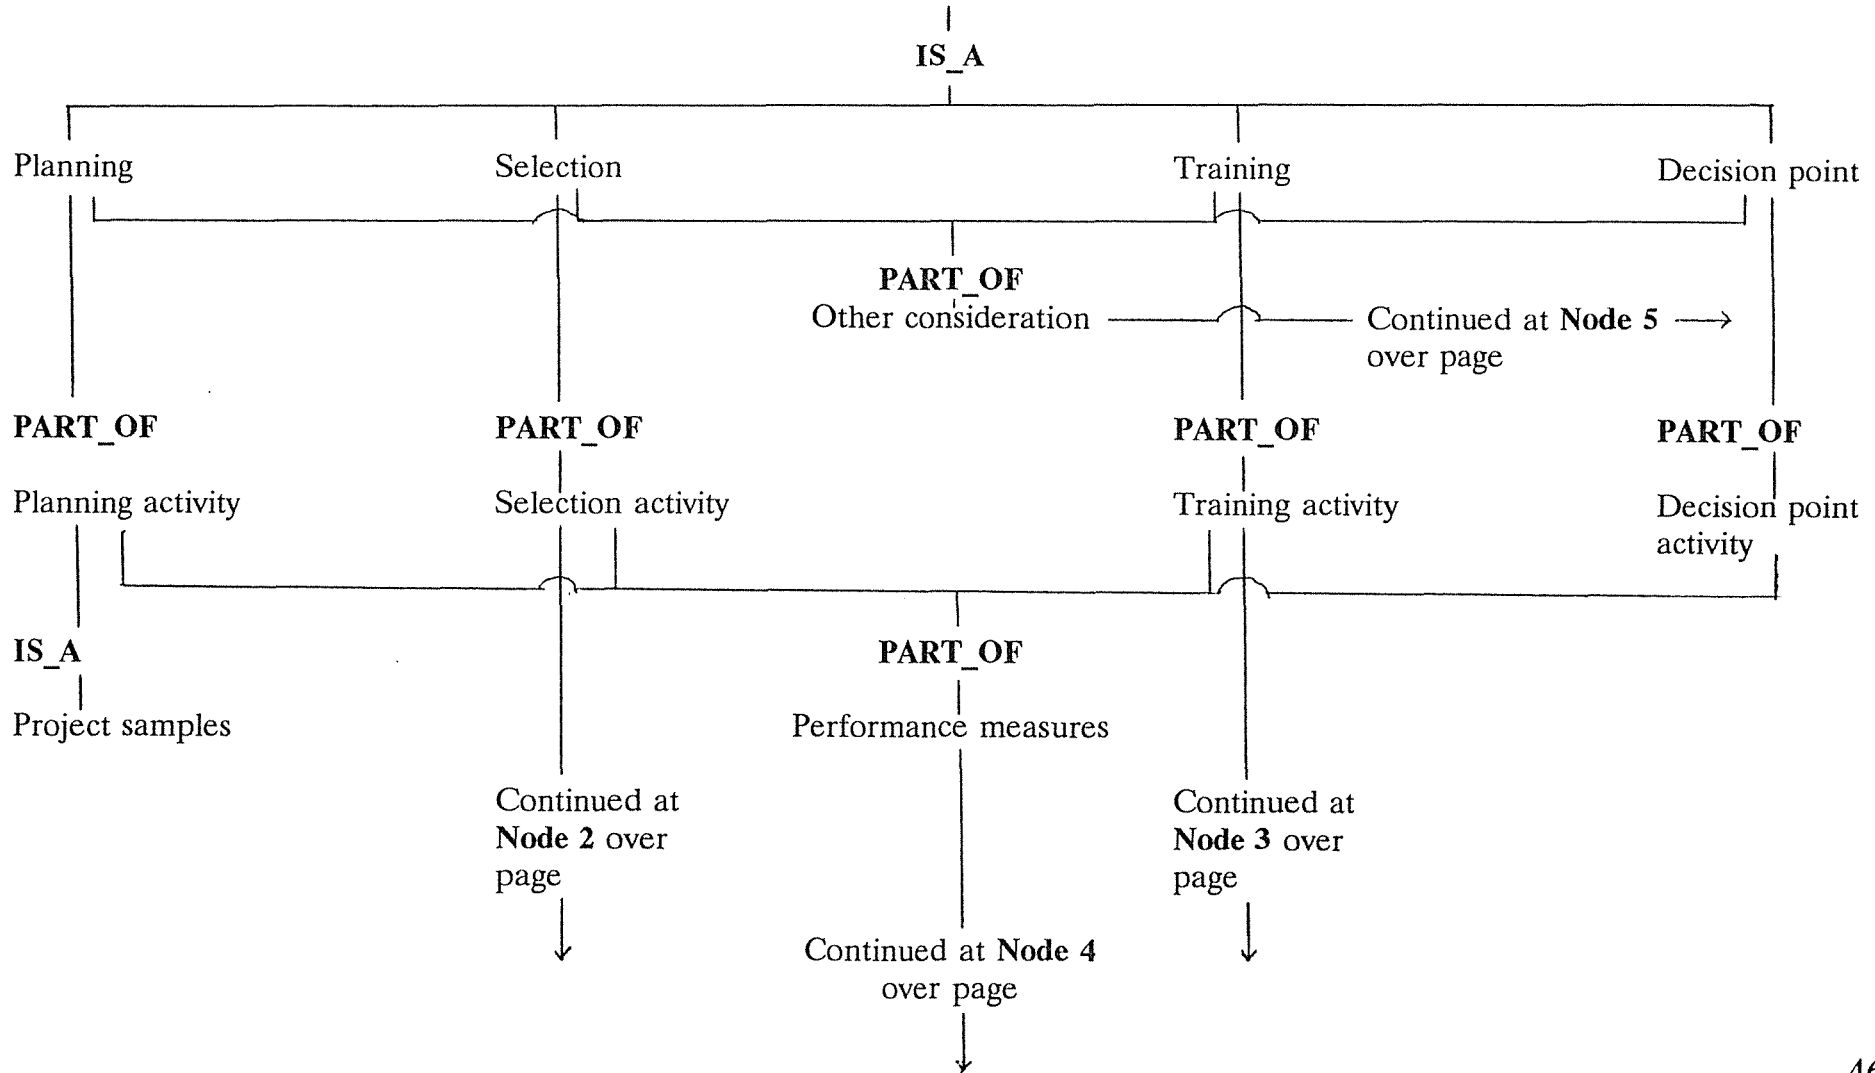 IS_A
Planning
Selection
Training
Decision point
PART_OF
Other consideration
Continued at Node 5
over page
PART_OF
PART_OF
PART_OF
PART_OF
Planning activity
Selection activity
Training activity
Decision point
activity
IS_A
PART_OF
Project samples
Performance measures
Continued at
Node 2 over
page
Continued at
Node 3 over
page
Continued at Node 4
over page
46